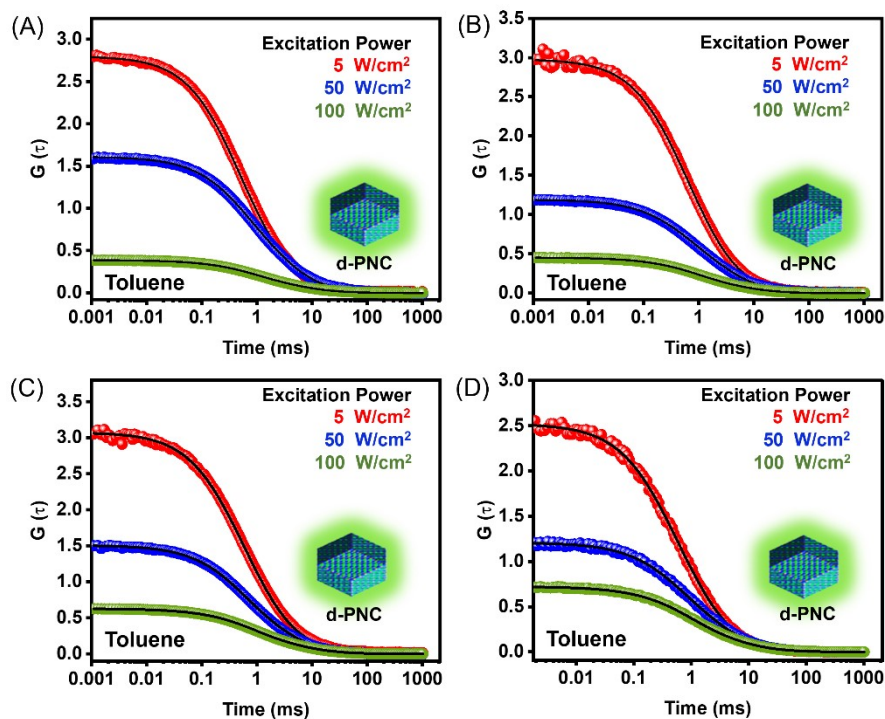 (A)
3.0
2.5
2.0
1.5
1.0
0.5
0.0
G (τ)
Excitation Power
5 W/cm²
50 W/cm²
100 W/cm²
d-PNC
Toluene
0.001 0.01 0.1 1 10 100 1000
Time (ms)
(B)
3.5
3.0
2.5
2.0
1.5
1.0
0.5
0.0
G (τ)
Excitation Power
5 W/cm²
50 W/cm²
100 W/cm²
d-PNC
Toluene
0.001 0.01 0.1 1 10 100 1000
Time (ms)
(C)
3.5
3.0
2.5
2.0
1.5
1.0
0.5
0.0
G (τ)
Excitation Power
5 W/cm²
50 W/cm²
100 W/cm²
d-PNC
Toluene
0.001 0.01 0.1 1 10 100 1000
Time (ms)
(D)
3.0
2.5
2.0
1.5
1.0
0.5
0.0
G (τ)
Excitation Power
5 W/cm²
50 W/cm²
100 W/cm²
d-PNC
Toluene
0.01 0.1 1 10 100 1000
Time (ms)